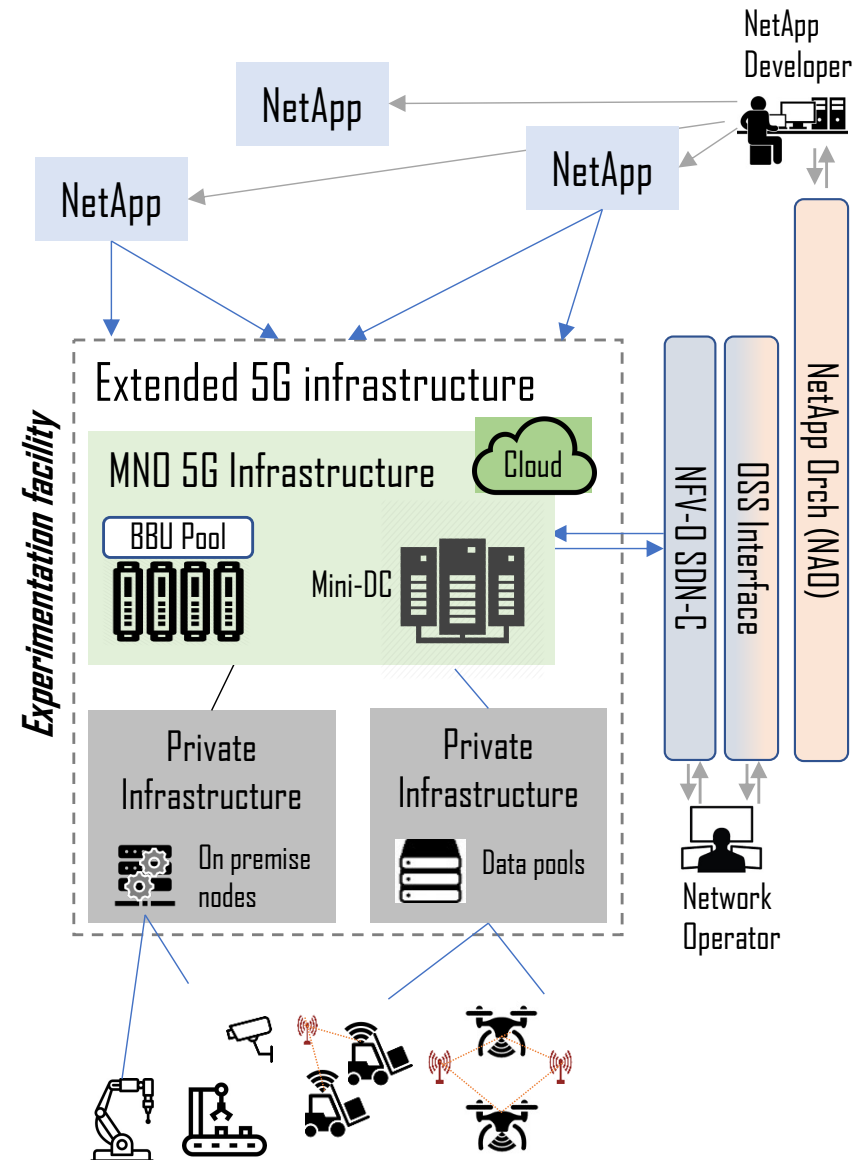 NetApp
Developer
NetApp
NetApp
NetApp
Extended 5G infrastructure
Experimentation facility
MNO 5G Infrastructure
Cloud
BBU Pool
Mini-DC
NFV-O SDN-C
OSS Interface
NetApp Orch (NAO)
Private
Infrastructure
On premise
nodes
Private
Infrastructure
Data pools
Network
Operator